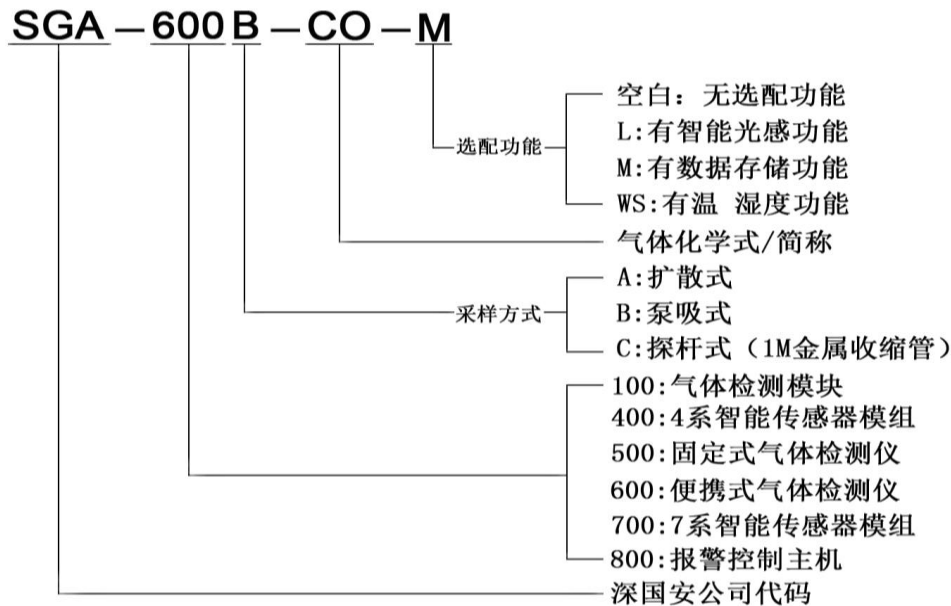 SGA-600B-CO-M
空白：无选配功能
L:有智能光感功能
选配功能
M:有数据存储功能
WS:有温 湿度功能
气体化学式/简称
A:扩散式
采样方式
B:泵吸式
C:探杆式（1M金属收缩管）
100:气体检测模块
400:4系智能传感器模组
500:固定式气体检测仪
600:便携式气体检测仪
700:7系智能传感器模组
800:报警控制主机
深国安公司代码